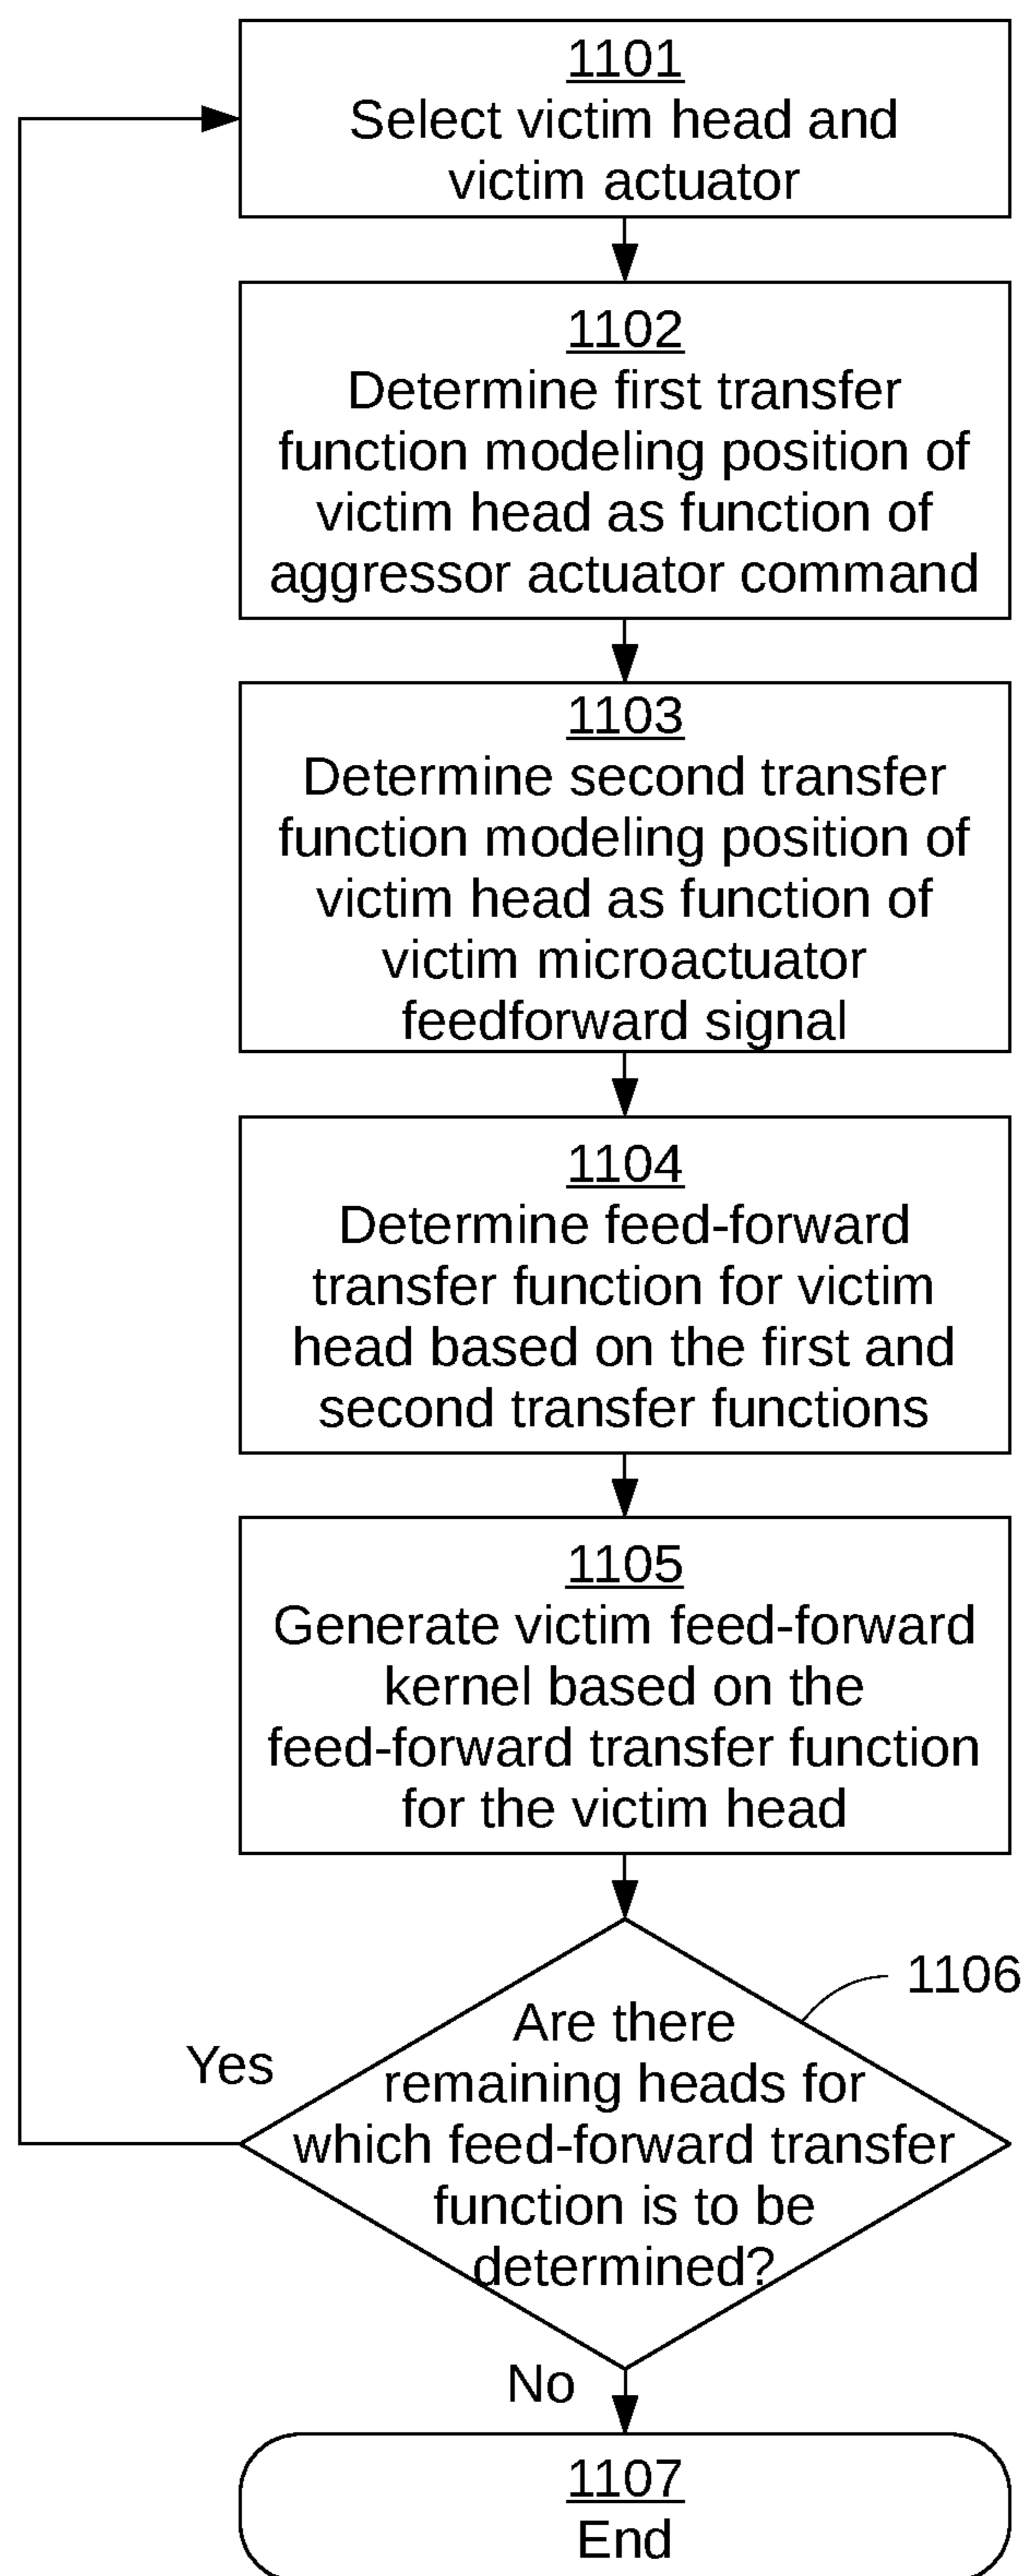 1101
Select victim head and
victim actuator
1102
Determine first transfer
function modeling position of
victim head as function of
aggressor actuator command
1103
Determine second transfer
function modeling position of
victim head as function of
victim microactuator
feedforward signal
1104
Determine feed-forward
transfer function for victim
head based on the first and
second transfer functions
1105
Generate victim feed-forward
kernel based on the
feed-forward transfer function
for the victim head
1106
Are there
remaining heads for
which feed-forward transfer
function is to be
determined?
Yes
No
1107
End